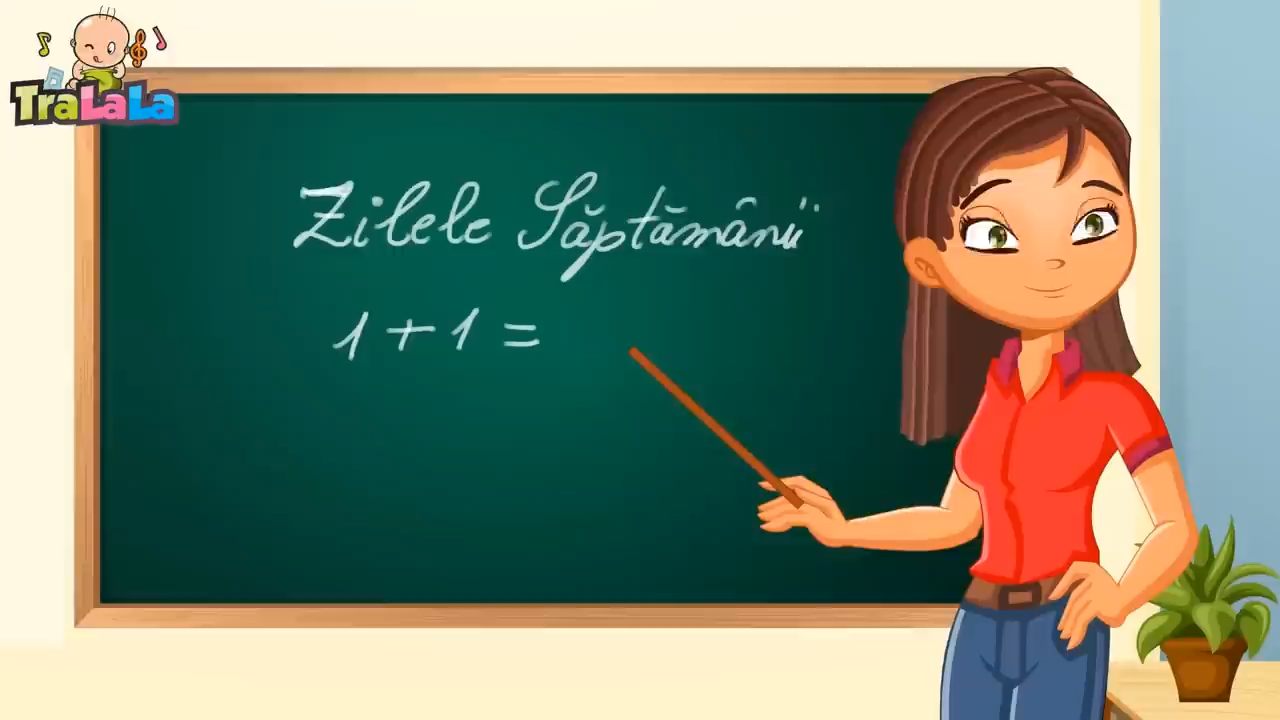 TraLaLa
Zilele Săptămânii
1 + 1 =